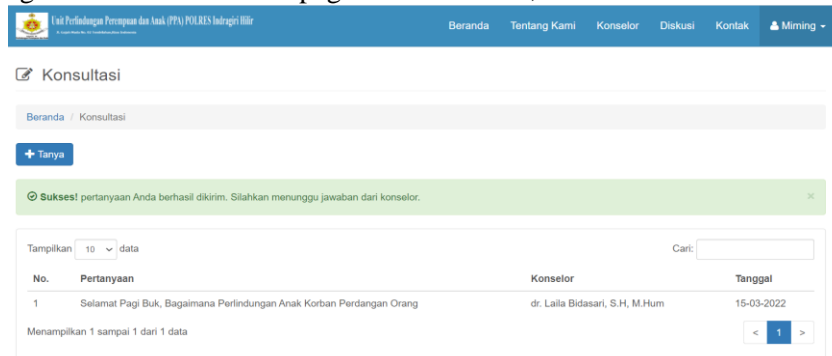 Unit Perlindungan Perempuan dan Anak (PPA) POLRES Indragiri Hilir
Beranda Tentang Kami Konselor Diskusi Kontak Miming
Konsultasi
Beranda / Konsultasi
+ Tanya
Sukses! pertanyaan Anda berhasil dikirim. Silahkan menunggu jawaban dari konselor. ×
Tampilkan 10 data Cari:
No. Pertanyaan Konselor Tanggal
1 Selamat Pagi Buk, Bagaimana Perlindungan Anak Korban Perdangan Orang dr. Laila Bidasari, S.H, M.Hum 15-03-2022
Menampilkan 1 sampai 1 dari 1 data < 1 >